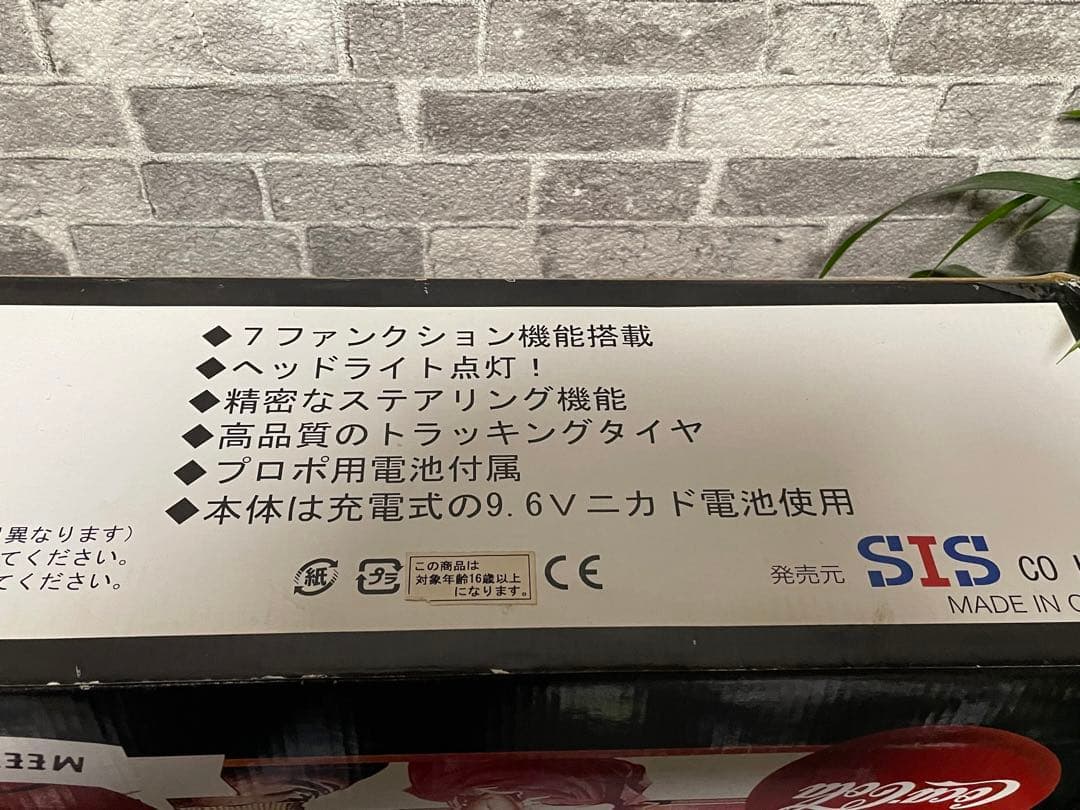 ◆7ファンクション機能搭載
◆ヘッドライト点灯！
◆精密なステアリング機能
◆高品質のトラッキングタイヤ
◆プロポ用電池付属
◆本体は充電式の9.6Vニカド電池使用
異なります）
てください。
てください。
紙
プラ
この商品は
対象年齢16歳以上
になります。
CE
発売元 SIS CO
MADE IN
MEE
Coca-Cola